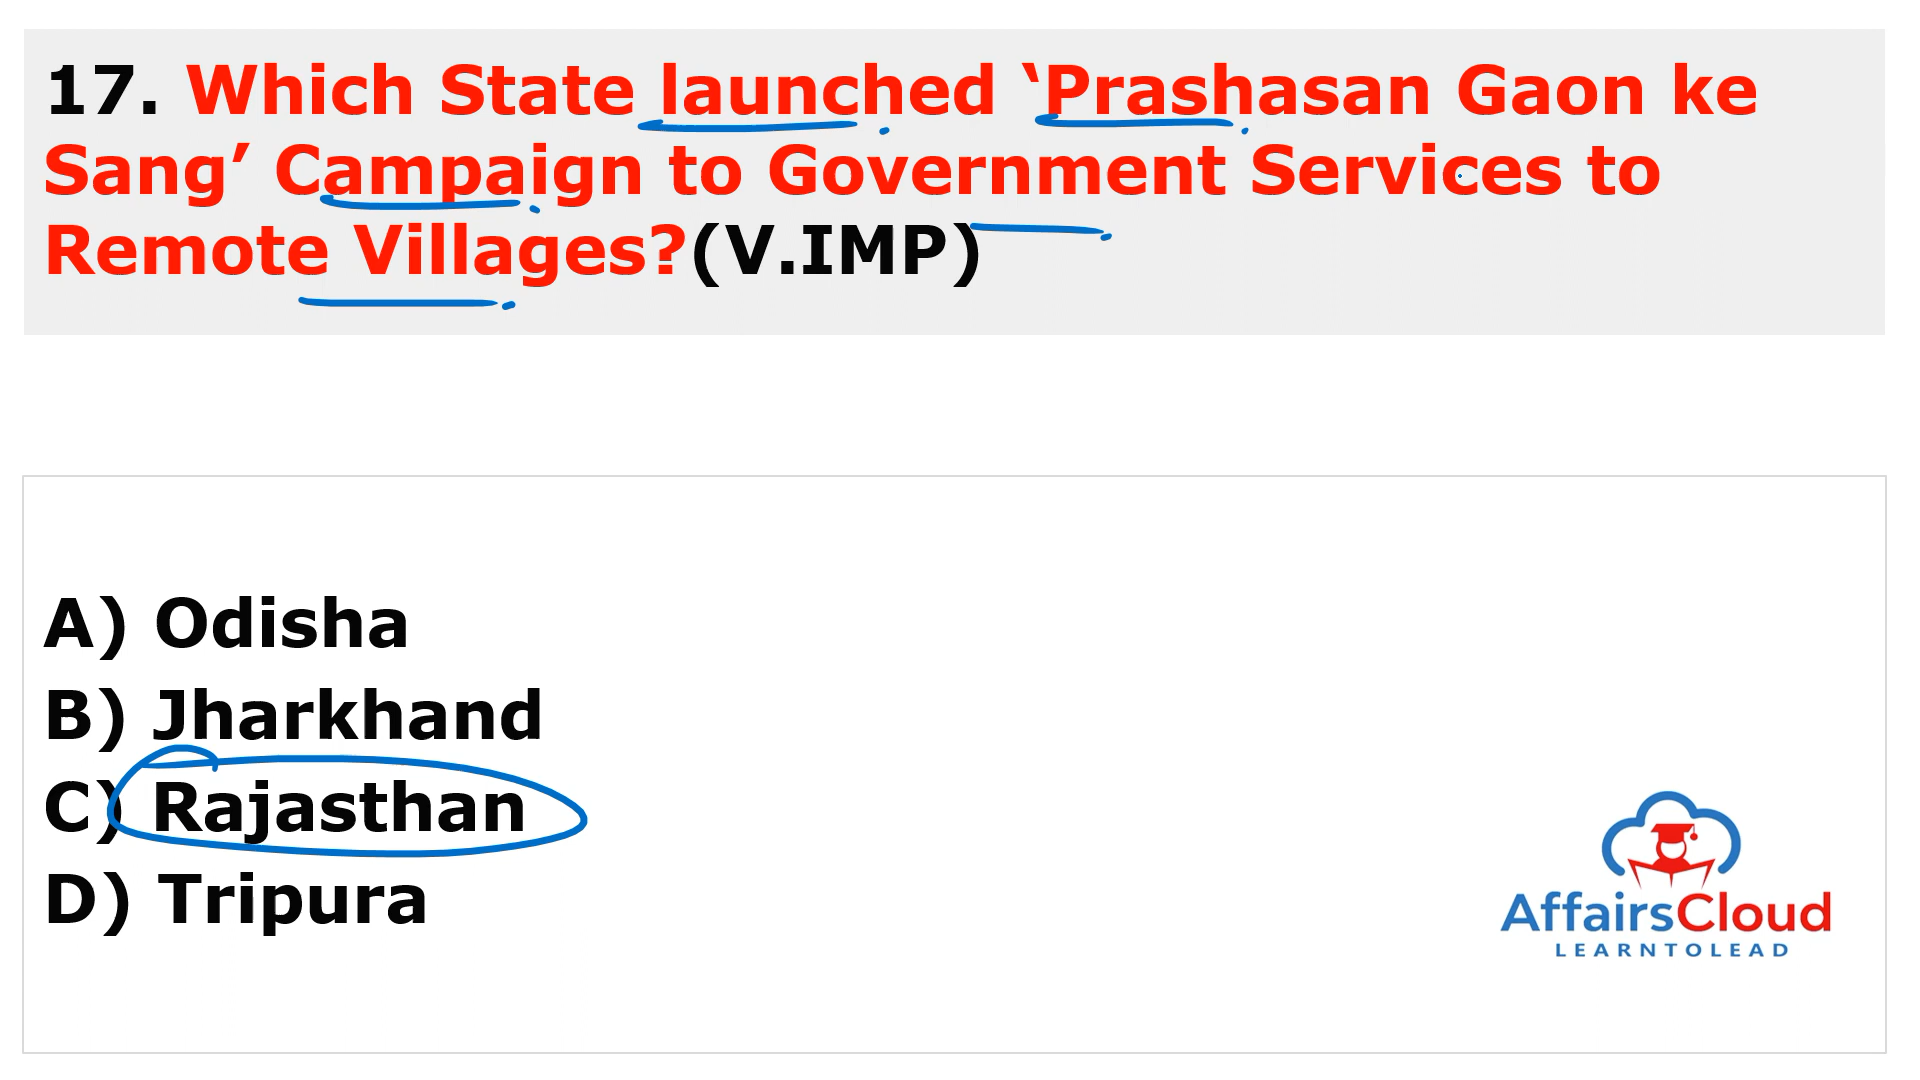 17. Which State launched ‘Prashasan Gaon ke
Sang’ Campaign to Government Services to
Remote Villages?(V.IMP)
A) Odisha
B) Jharkhand
C) Rajasthan
D) Tripura
AffairsCloud
LEARNTOLEAD